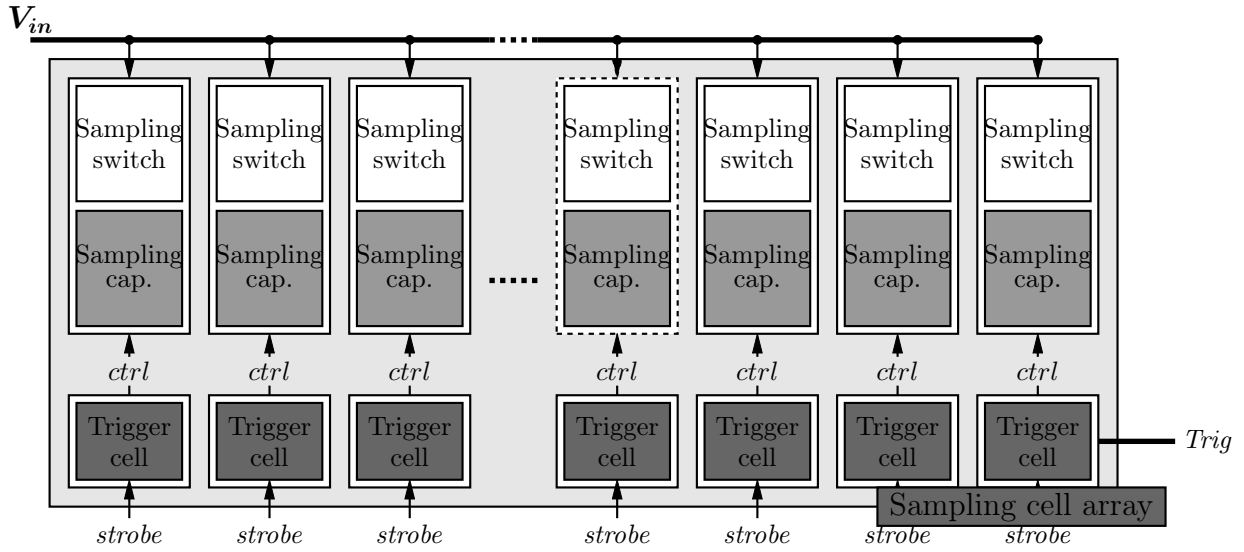 V_in
Sampling switch Sampling switch Sampling switch Sampling switch Sampling switch Sampling switch Sampling switch
Sampling cap. Sampling cap. Sampling cap. Sampling cap. Sampling cap. Sampling cap. Sampling cap.
ctrl ctrl ctrl ctrl ctrl ctrl ctrl
Trigger cell Trigger cell Trigger cell Trigger cell Trigger cell Trigger cell Trigger cell
Trig
Sampling cell array
strobe strobe strobe strobe strobe strobe strobe